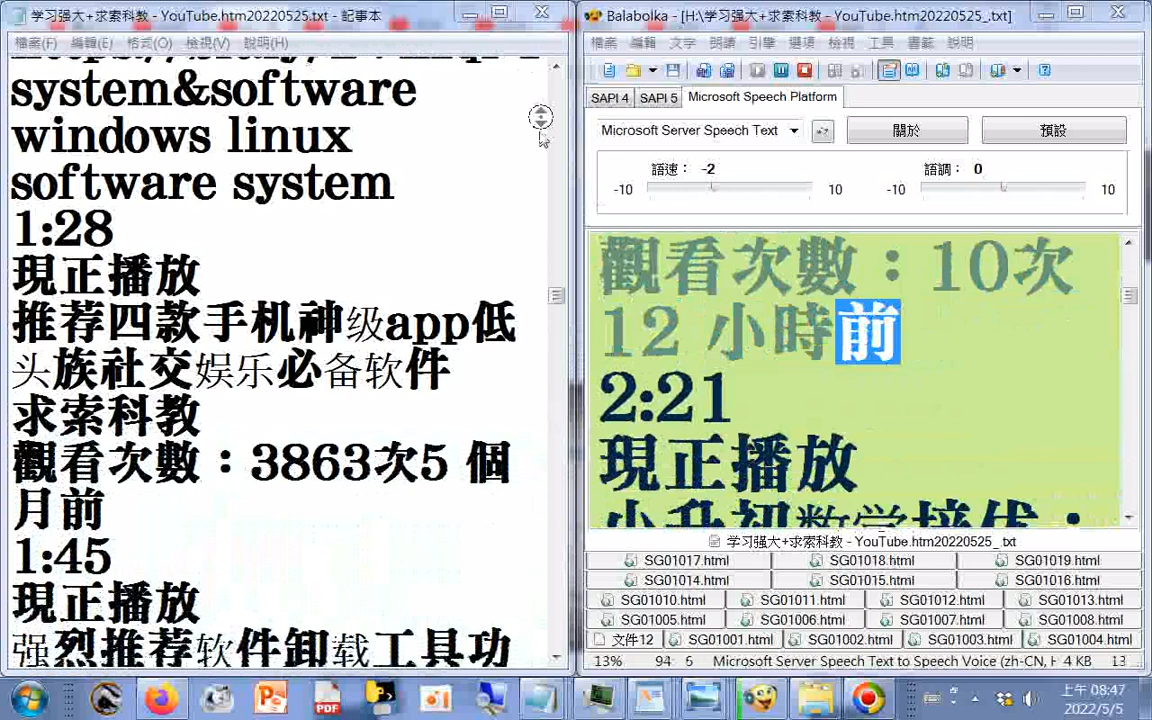 学习强大+求索科教 - YouTube.htm20220525.txt - 記事本
檔案(F) 編輯(E) 格式(O) 檢視(V) 說明(H)
system&software
windows linux
software system
1:28
現正播放
推荐四款手机神级app低
头族社交娱乐必备软件
求索科教
觀看次數：3863次5 個
月前
1:45
現正播放
强烈推荐软件卸载工具功
Balabolka - [H:\学习强大+求索科教 - YouTube.htm20220525_.txt]
檔案 編輯 文字 朗讀 引擎 選項 檢視 工具 書籤 說明
SAPI 4 SAPI 5 Microsoft Speech Platform
Microsoft Server Speech Text 關於 預設
語速： -2 語調： 0
-10 10 -10 10
觀看次數：10次
12 小時前
2:21
現正播放
小升初数学培优：
学习强大+求索科教 - YouTube.htm20220525_.txt
SG01017.html SG01018.html SG01019.html
SG01014.html SG01015.html SG01016.html
SG01010.html SG01011.html SG01012.html SG01013.html
SG01005.html SG01006.html SG01007.html SG01008.html
文件12 SG01001.html SG01002.html SG01003.html SG01004.html
13% 94: 6 Microsoft Server Speech Text to Speech Voice (zh-CN, H 4 KB 13
PDF
上午 08:47
2022/5/5